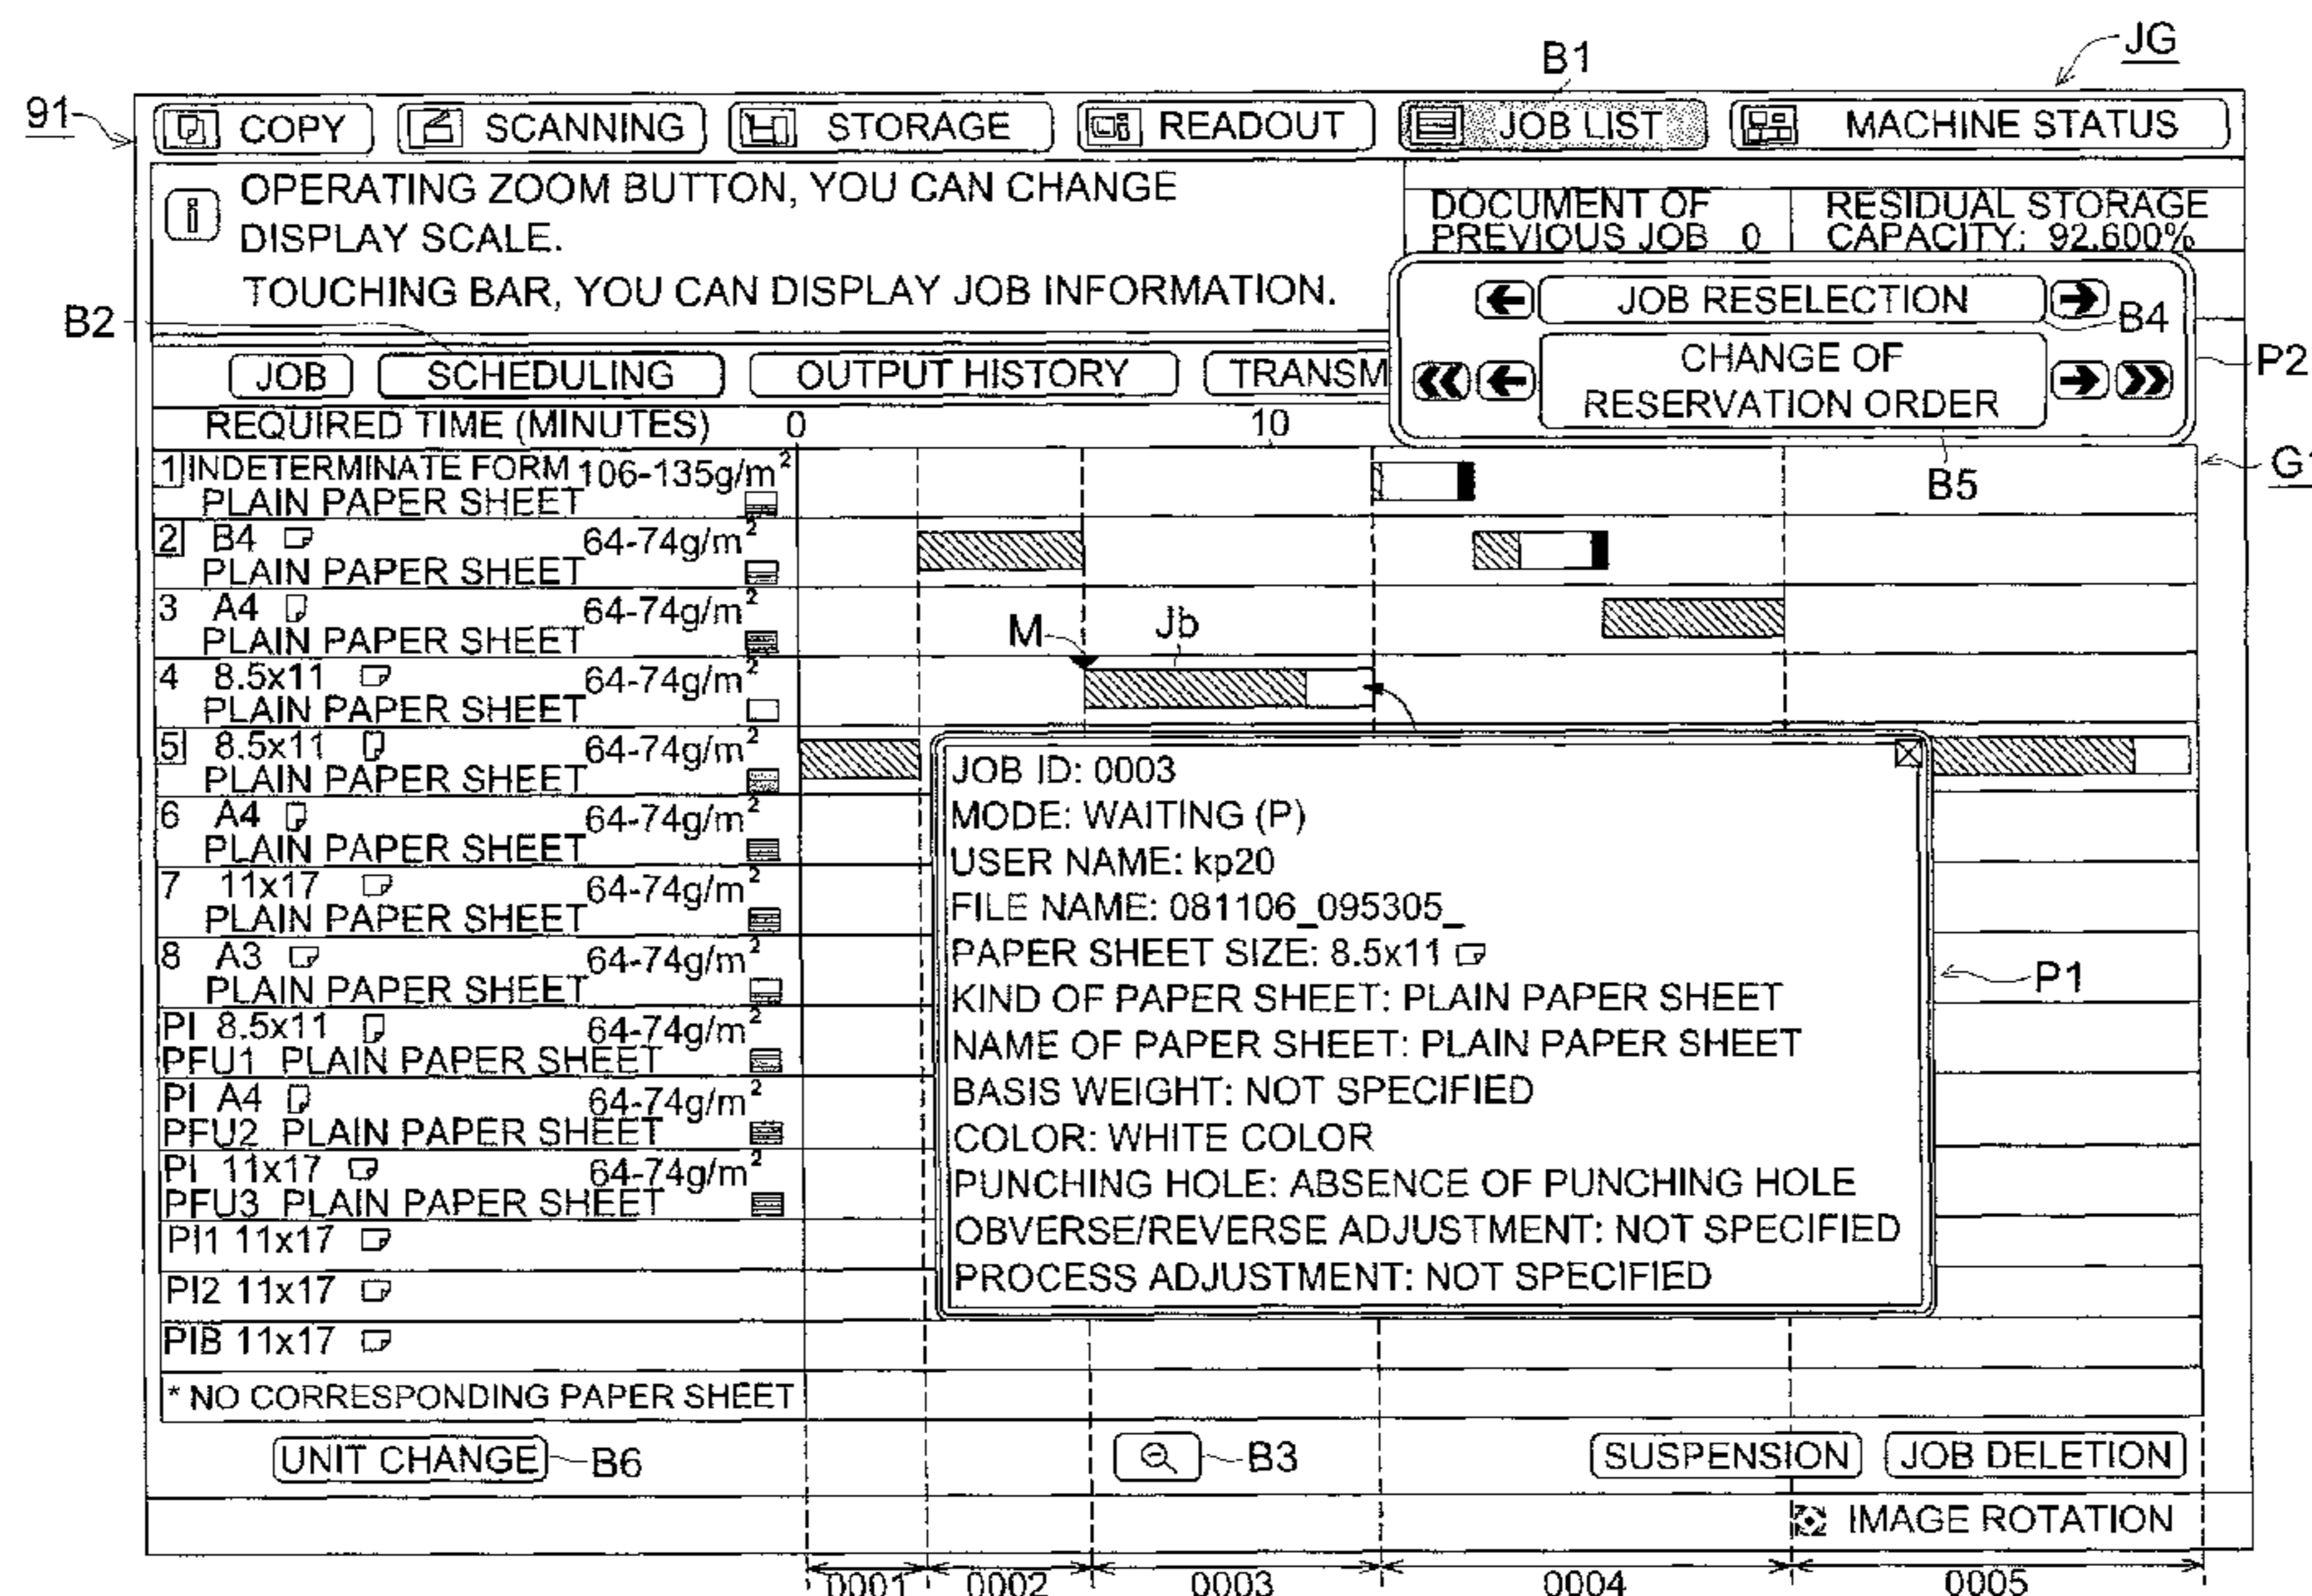 JG
B1
91
COPY SCANNING STORAGE READOUT JOB LIST MACHINE STATUS
OPERATING ZOOM BUTTON, YOU CAN CHANGE
DISPLAY SCALE.
TOUCHING BAR, YOU CAN DISPLAY JOB INFORMATION.
DOCUMENT OF
PREVIOUS JOB 0
RESIDUAL STORAGE
CAPACITY: 92.600%
JOB RESELECTION
B4
CHANGE OF
RESERVATION ORDER
P2
B5
B2
JOB SCHEDULING OUTPUT HISTORY TRANSM
REQUIRED TIME (MINUTES) 0 10
1 INDETERMINATE FORM 106-135g/m²
PLAIN PAPER SHEET
2 B4 64-74g/m²
PLAIN PAPER SHEET
3 A4 64-74g/m²
PLAIN PAPER SHEET
M Jb
4 8.5x11 64-74g/m²
PLAIN PAPER SHEET
5 8.5x11 64-74g/m²
PLAIN PAPER SHEET
6 A4 64-74g/m²
PLAIN PAPER SHEET
7 11x17 64-74g/m²
PLAIN PAPER SHEET
8 A3 64-74g/m²
PLAIN PAPER SHEET
PI 8.5x11 64-74g/m²
PFU1 PLAIN PAPER SHEET
PI A4 64-74g/m²
PFU2 PLAIN PAPER SHEET
PI 11x17 64-74g/m²
PFU3 PLAIN PAPER SHEET
PI1 11x17
PI2 11x17
PIB 11x17
* NO CORRESPONDING PAPER SHEET
JOB ID: 0003
MODE: WAITING (P)
USER NAME: kp20
FILE NAME: 081106_095305_
PAPER SHEET SIZE: 8.5x11
KIND OF PAPER SHEET: PLAIN PAPER SHEET
NAME OF PAPER SHEET: PLAIN PAPER SHEET
BASIS WEIGHT: NOT SPECIFIED
COLOR: WHITE COLOR
PUNCHING HOLE: ABSENCE OF PUNCHING HOLE
OBVERSE/REVERSE ADJUSTMENT: NOT SPECIFIED
PROCESS ADJUSTMENT: NOT SPECIFIED
P1
UNIT CHANGE B6 B3 SUSPENSION JOB DELETION
IMAGE ROTATION
0001 0002 0003 0004 0005